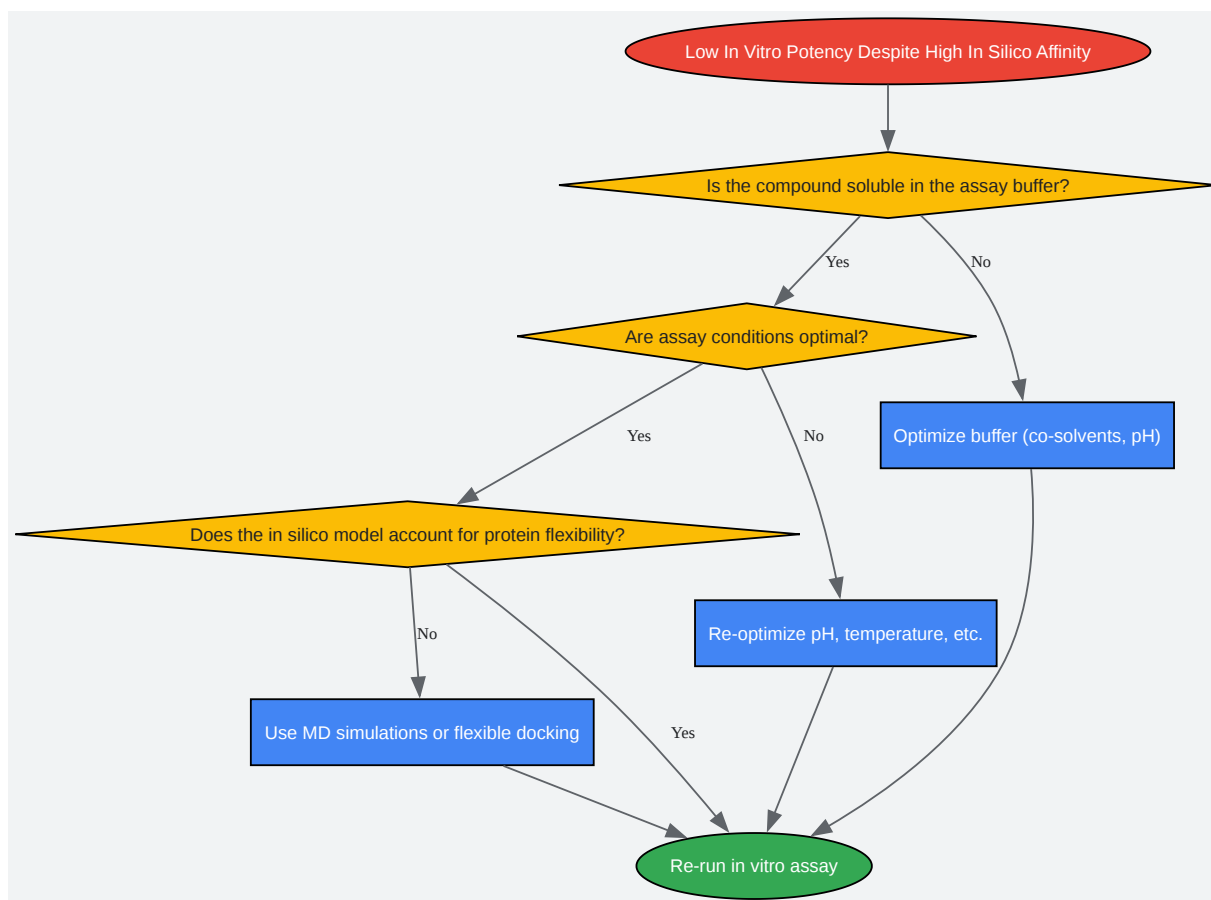 Low In Vitro Potency Despite High In Silico Affinity
Is the compound soluble in the assay buffer?
Yes
No
Are assay conditions optimal?
Optimize buffer (co-solvents, pH)
Yes
No
Does the in silico model account for protein flexibility?
No
Re-optimize pH, temperature, etc.
Use MD simulations or flexible docking
Yes
Re-run in vitro assay